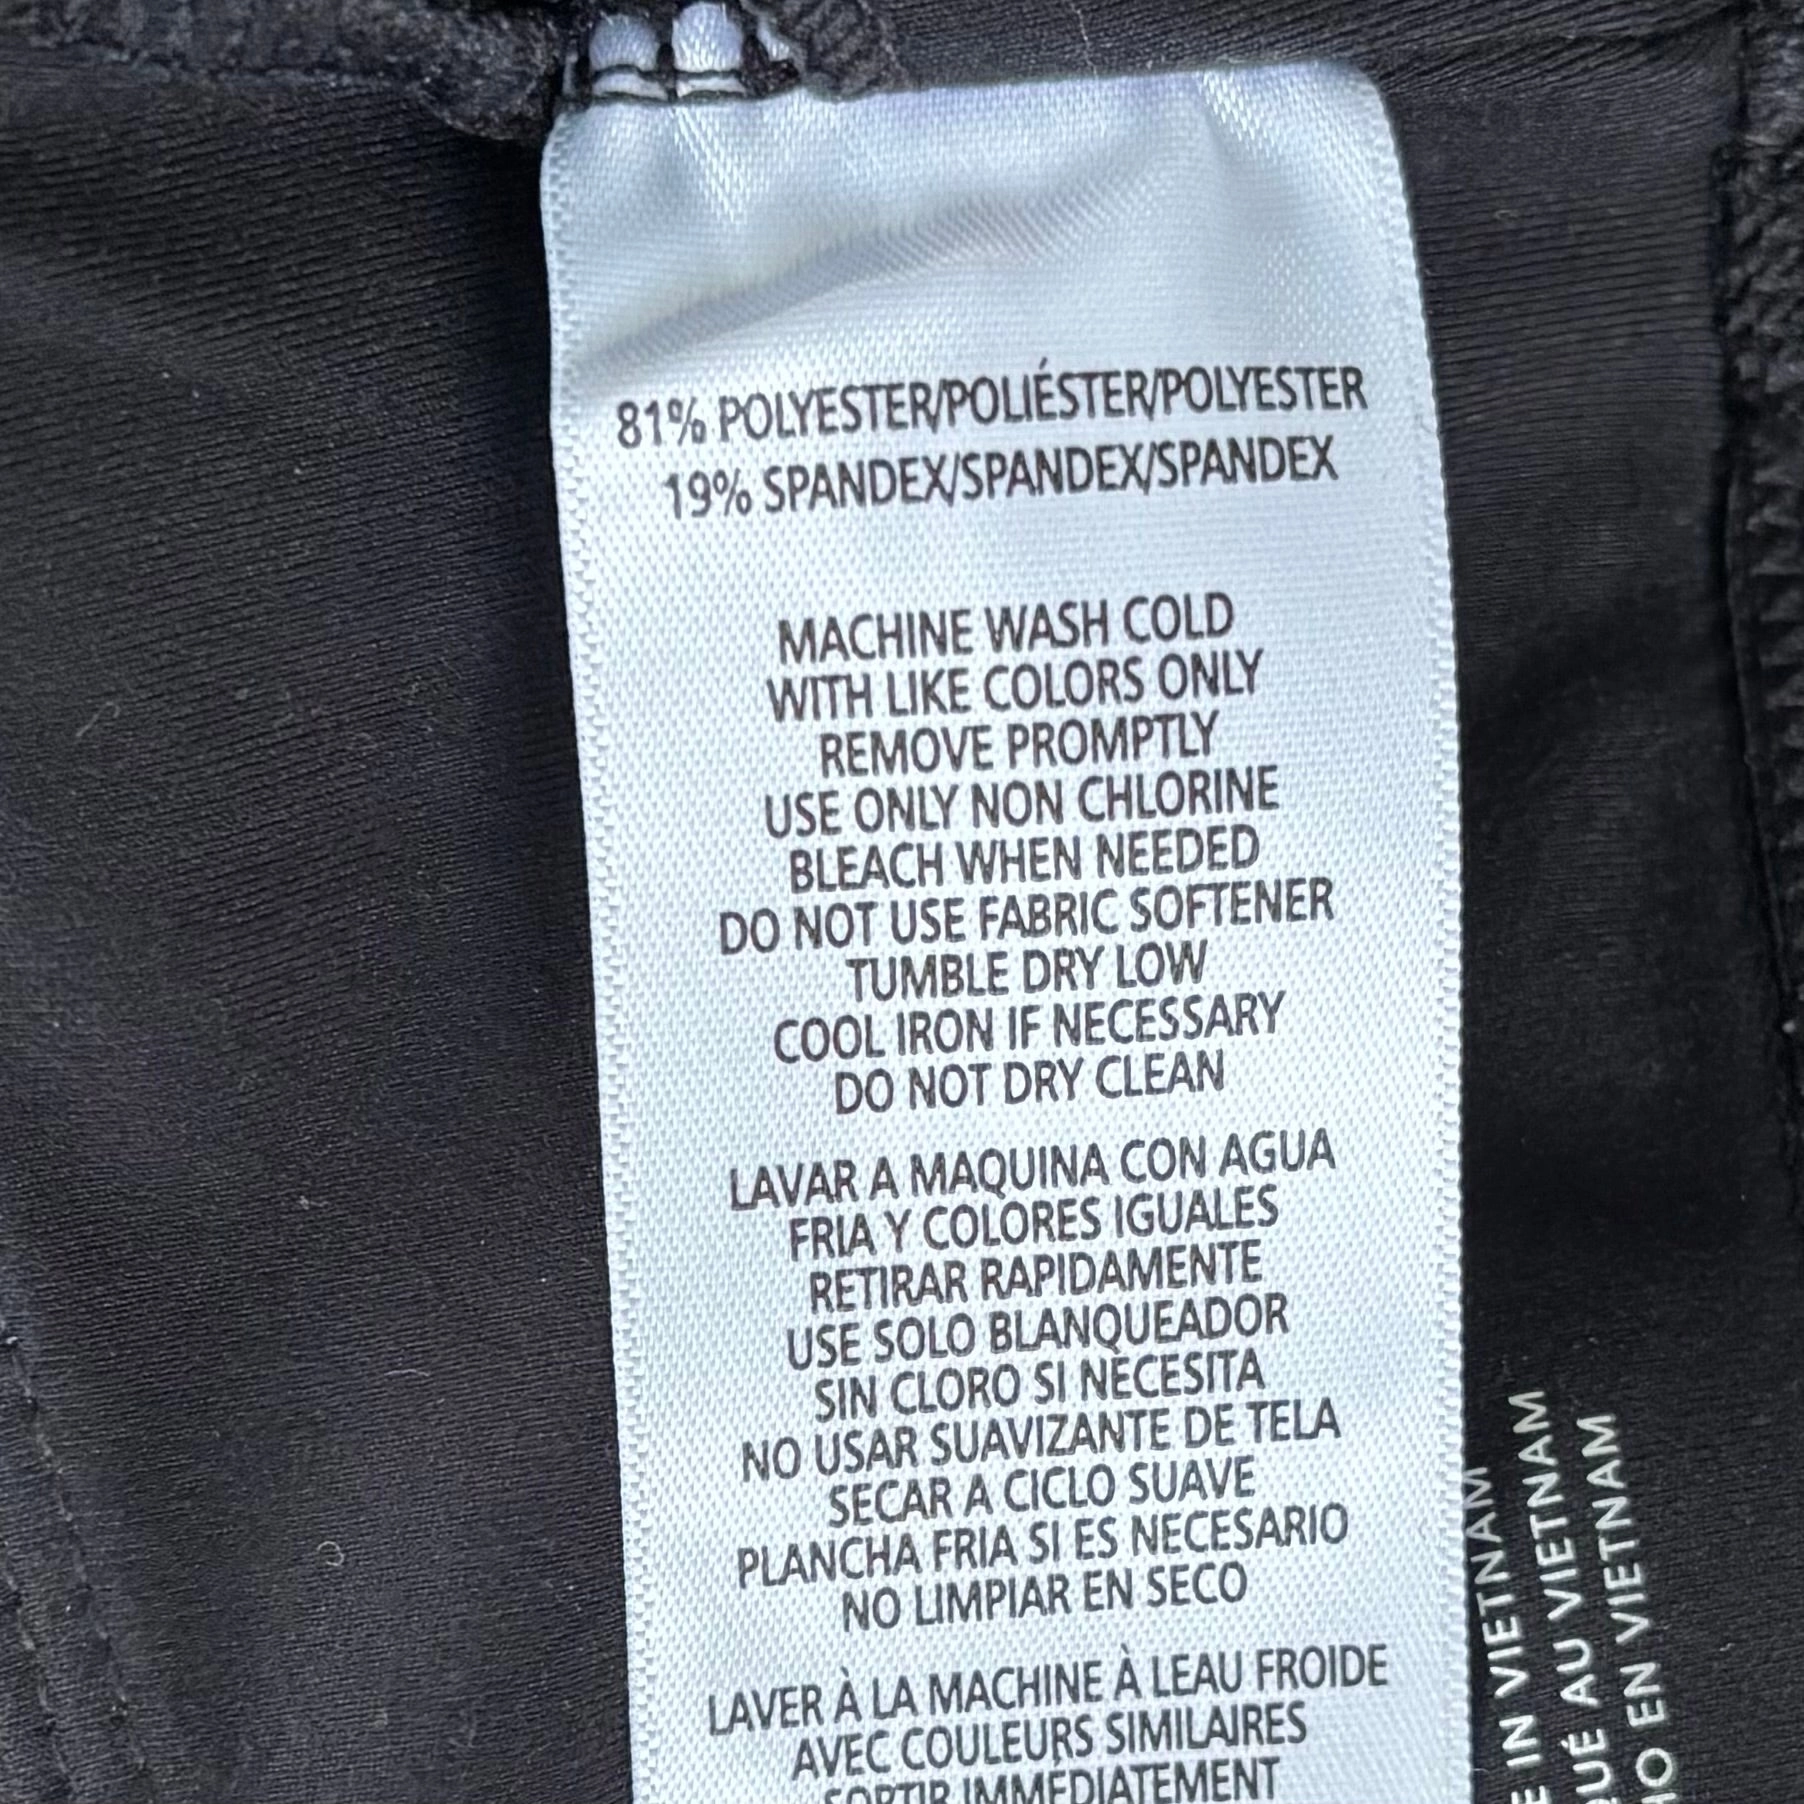 81% POLYESTER/POLIÉSTER/POLYESTER
19% SPANDEX/SPANDEX/SPANDEX
MACHINE WASH COLD
WITH LIKE COLORS ONLY
REMOVE PROMPTLY
USE ONLY NON CHLORINE
BLEACH WHEN NEEDED
DO NOT USE FABRIC SOFTENER
TUMBLE DRY LOW
COOL IRON IF NECESSARY
DO NOT DRY CLEAN
LAVAR A MAQUINA CON AGUA
FRIA Y COLORES IGUALES
RETIRAR RAPIDAMENTE
USE SOLO BLANQUEADOR
SIN CLORO SI NECESITA
NO USAR SUAVIZANTE DE TELA
SECAR A CICLO SUAVE
PLANCHA FRIA SI ES NECESARIO
NO LIMPIAR EN SECO
LAVER À LA MACHINE À LEAU FROIDE
AVEC COULEURS SIMILAIRES
SORTIR IMMEDIATEMENT
VIETNAM
IN VIETNAM
AU VIETNAM
EN VIETNAM